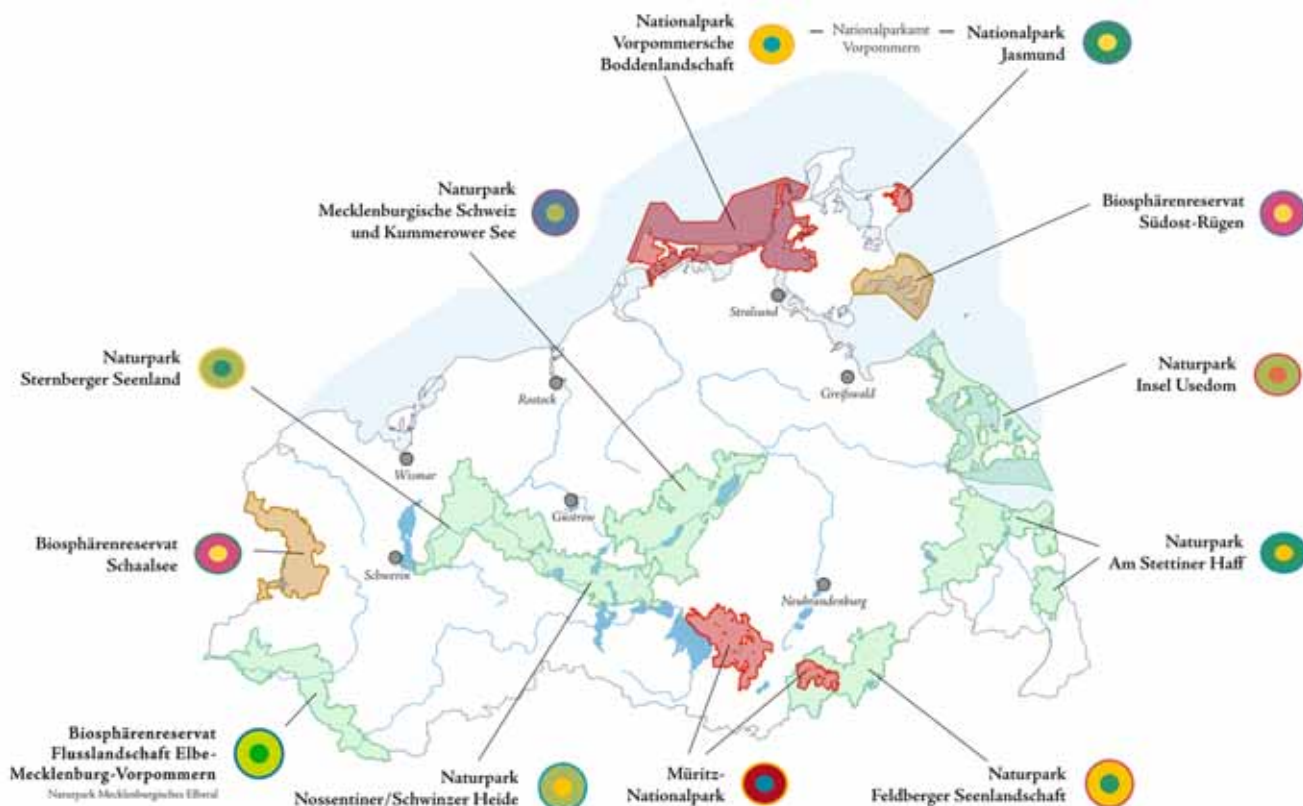 Nationalpark
Vorpommersche
Boddenlandschaft
Nationalparkamt
Vorpommern
Nationalpark
Jasmund
Naturpark
Mecklenburgische Schweiz
und Kummerower See
Biosphärenreservat
Südost-Rügen
Stralsund
Naturpark
Sternberger Seenland
Rostock
Greifswald
Naturpark
Insel Usedom
Wismar
Güstrow
Biosphärenreservat
Schaalsee
Schwerin
Neubrandenburg
Naturpark
Am Stettiner Haff
Biosphärenreservat
Flusslandschaft Elbe-
Mecklenburg-Vorpommern
Naturpark Mecklenburgisches Elbetal
Naturpark
Nossentiner/Schwinzer Heide
Müritz-
Nationalpark
Naturpark
Feldberger Seenlandschaft